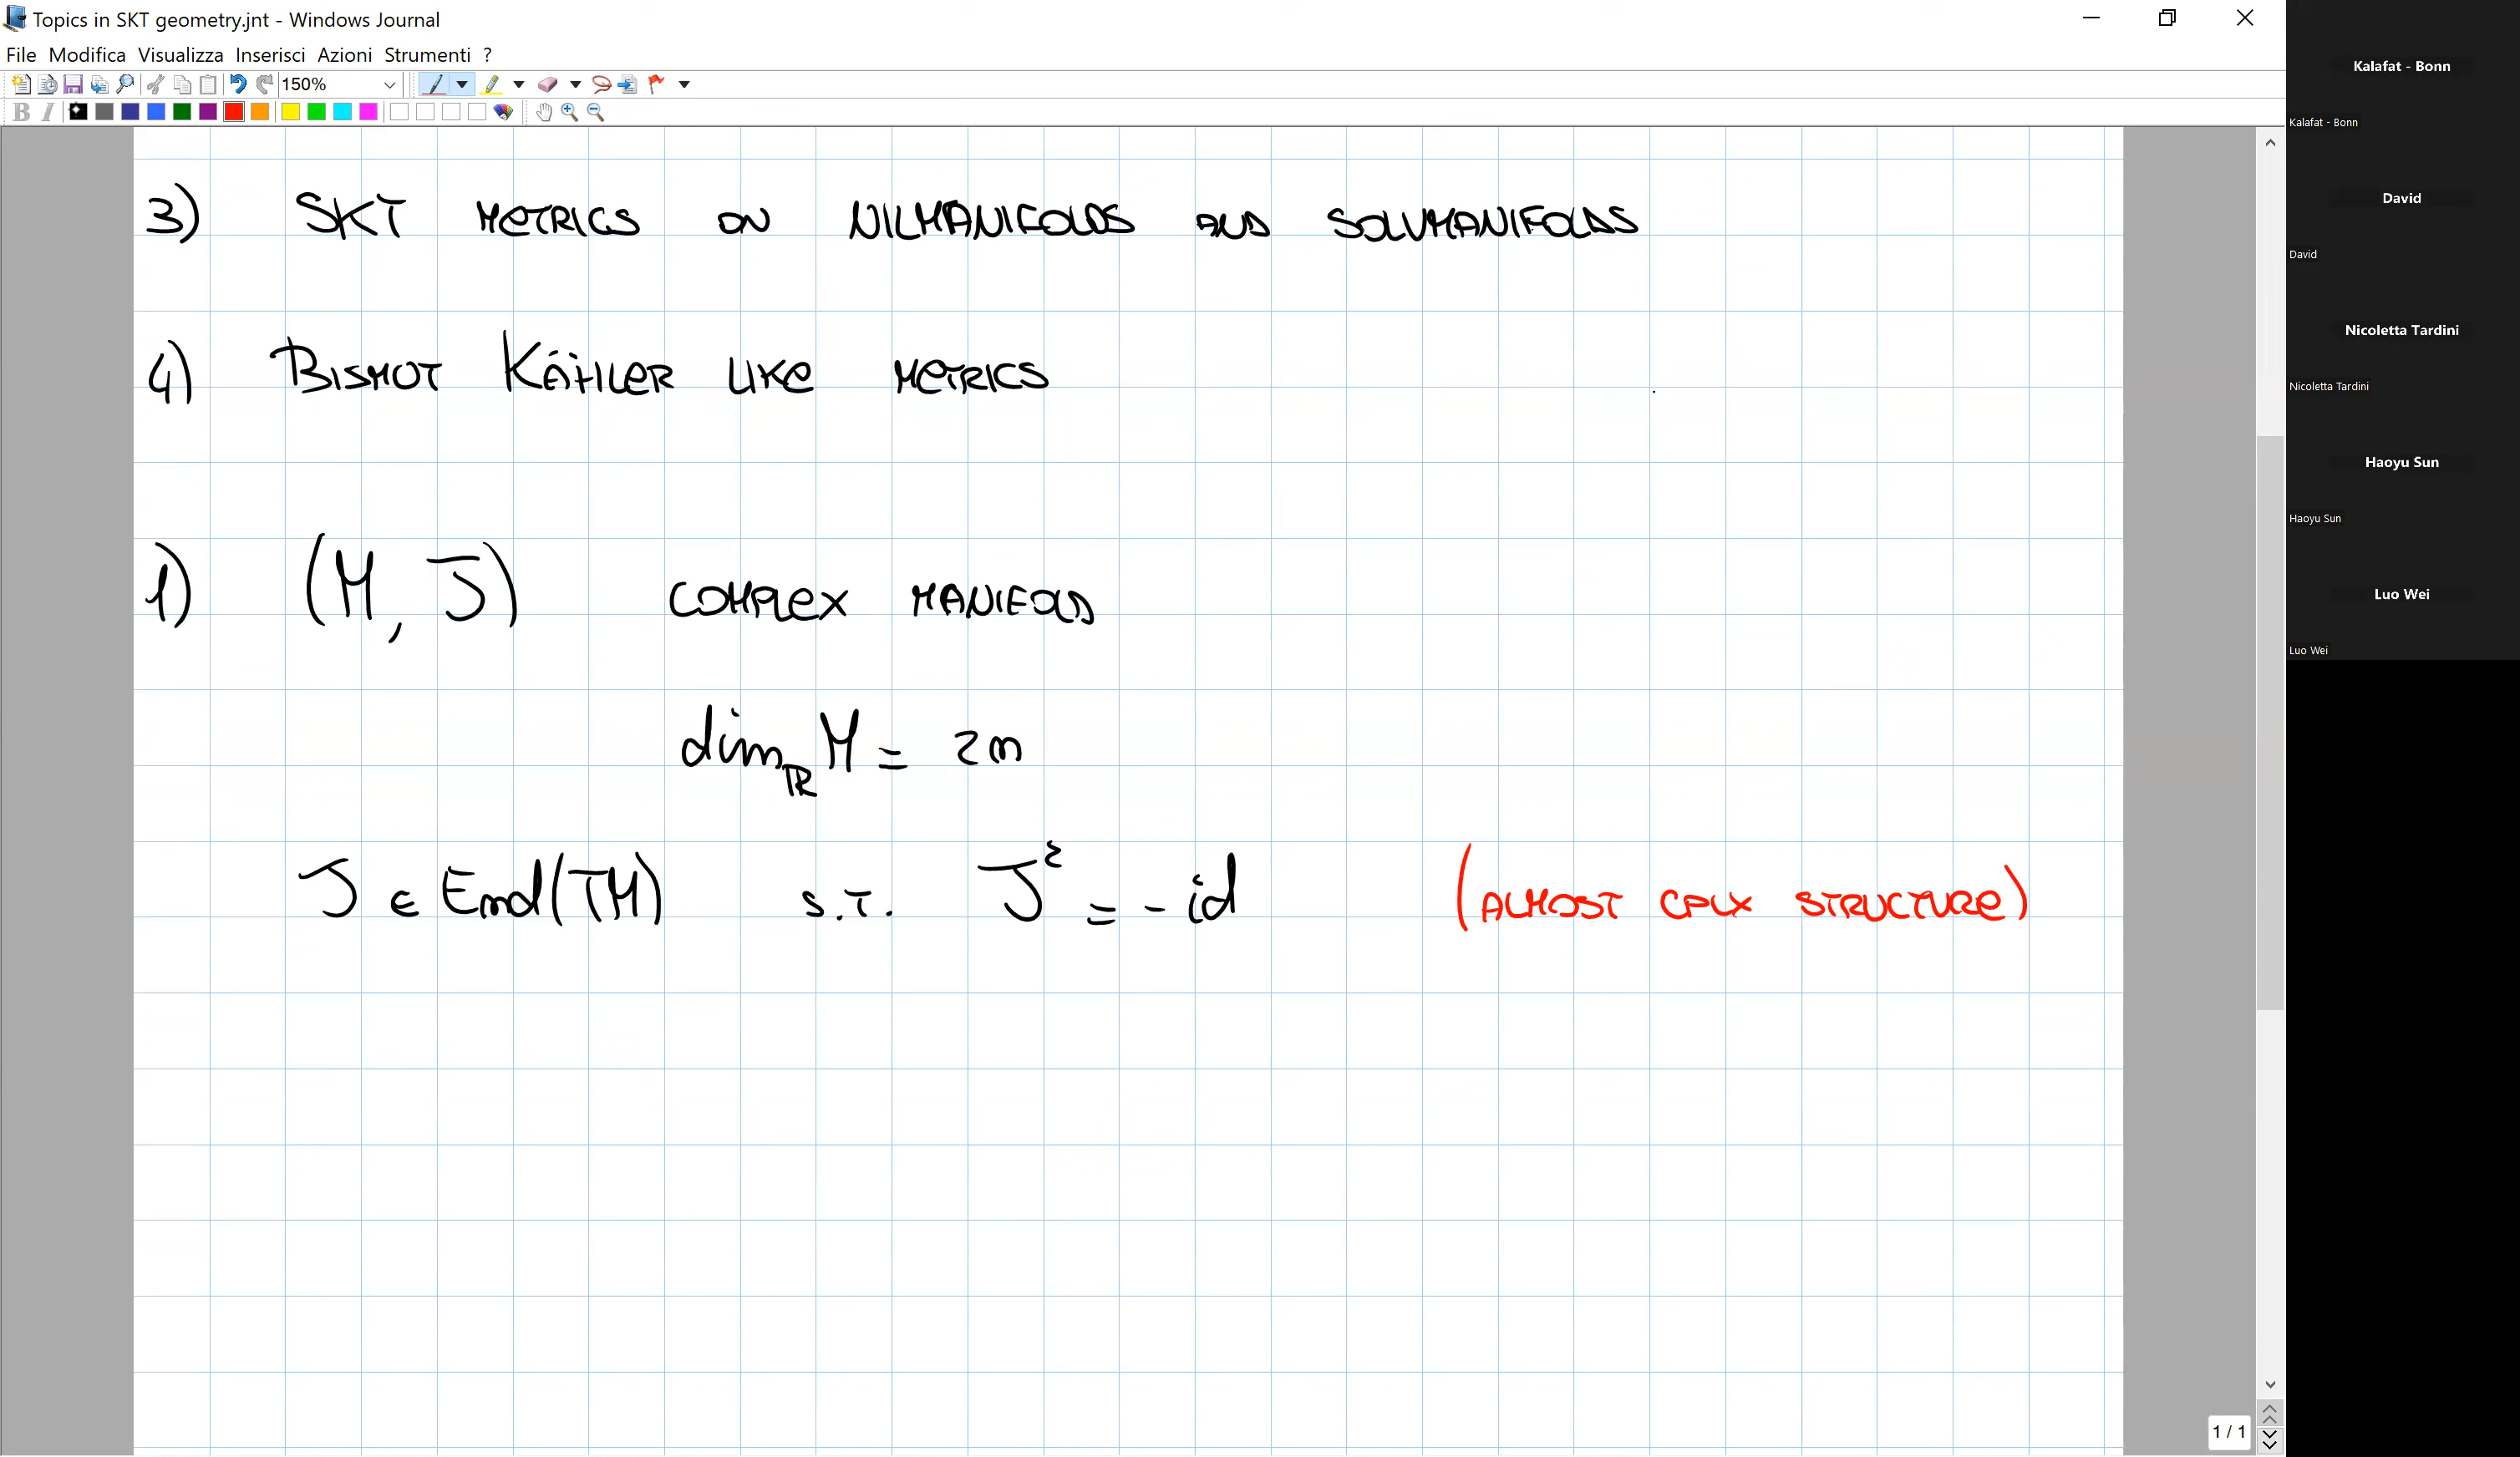 Topics in SKT geometry.jnt - Windows Journal
File Modifica Visualizza Inserisci Azioni Strumenti ?
150%
B I
3) SKT METRICS ON NILMANIFOLDS AND SOLVMANIFOLDS
4) BISMUT KÄHLER LIKE METRICS
1) (M, J) COMPLEX MANIFOLD
dim_ℝ M = 2n
J ∈ End(TM) s.t. J² = - id (ALMOST CPLX STRUCTURE)
1 / 1
Kalafat - Bonn
Kalafat - Bonn
David
David
Nicoletta Tardini
Nicoletta Tardini
Haoyu Sun
Haoyu Sun
Luo Wei
Luo Wei